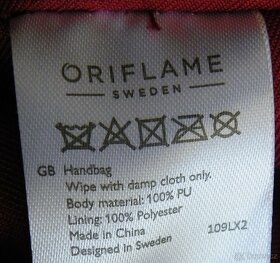 ORIFLAME
SWEDEN
GB Handbag
Wipe with damp cloth only.
Body material: 100% PU
Lining: 100% Polyester
Made in China 109LX2
Designed In Sweden